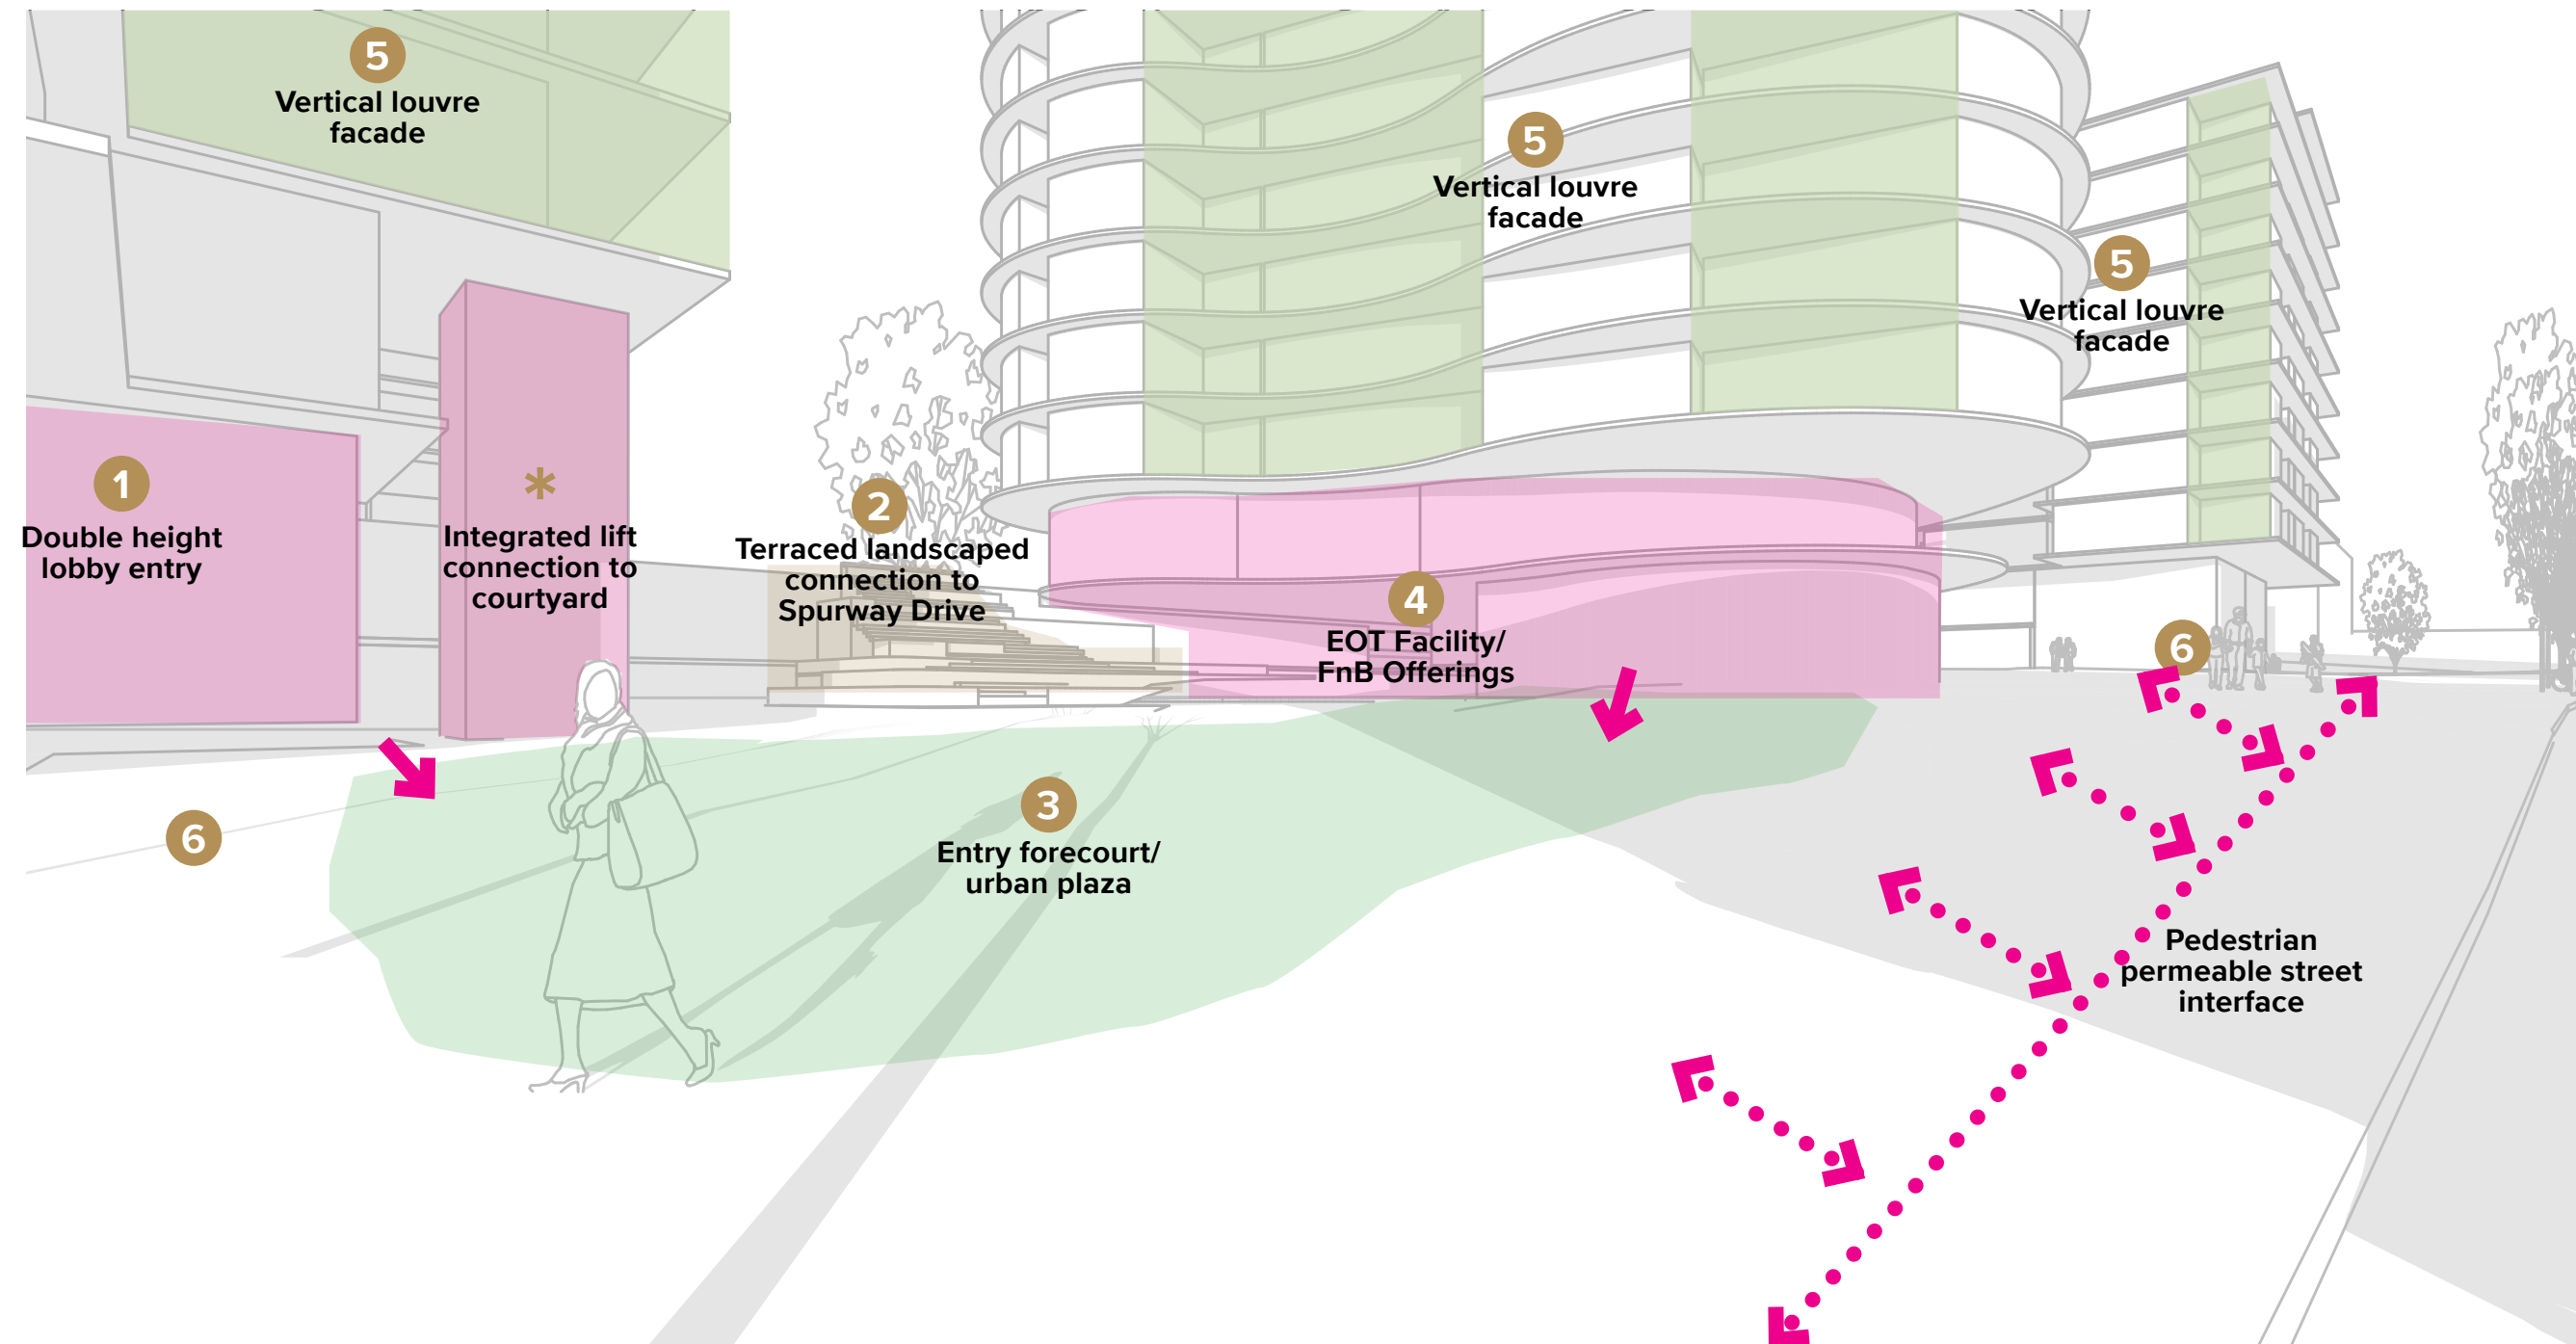 5
Vertical louvre
facade
5
Vertical louvre
facade
5
Vertical louvre
facade
1
Double height
lobby entry
*
Integrated lift
connection to
courtyard
2
Terraced landscaped
connection to
Spurway Drive
4
EOT Facility/
FnB Offerings
6
6
3
Entry forecourt/
urban plaza
Pedestrian
permeable street
interface